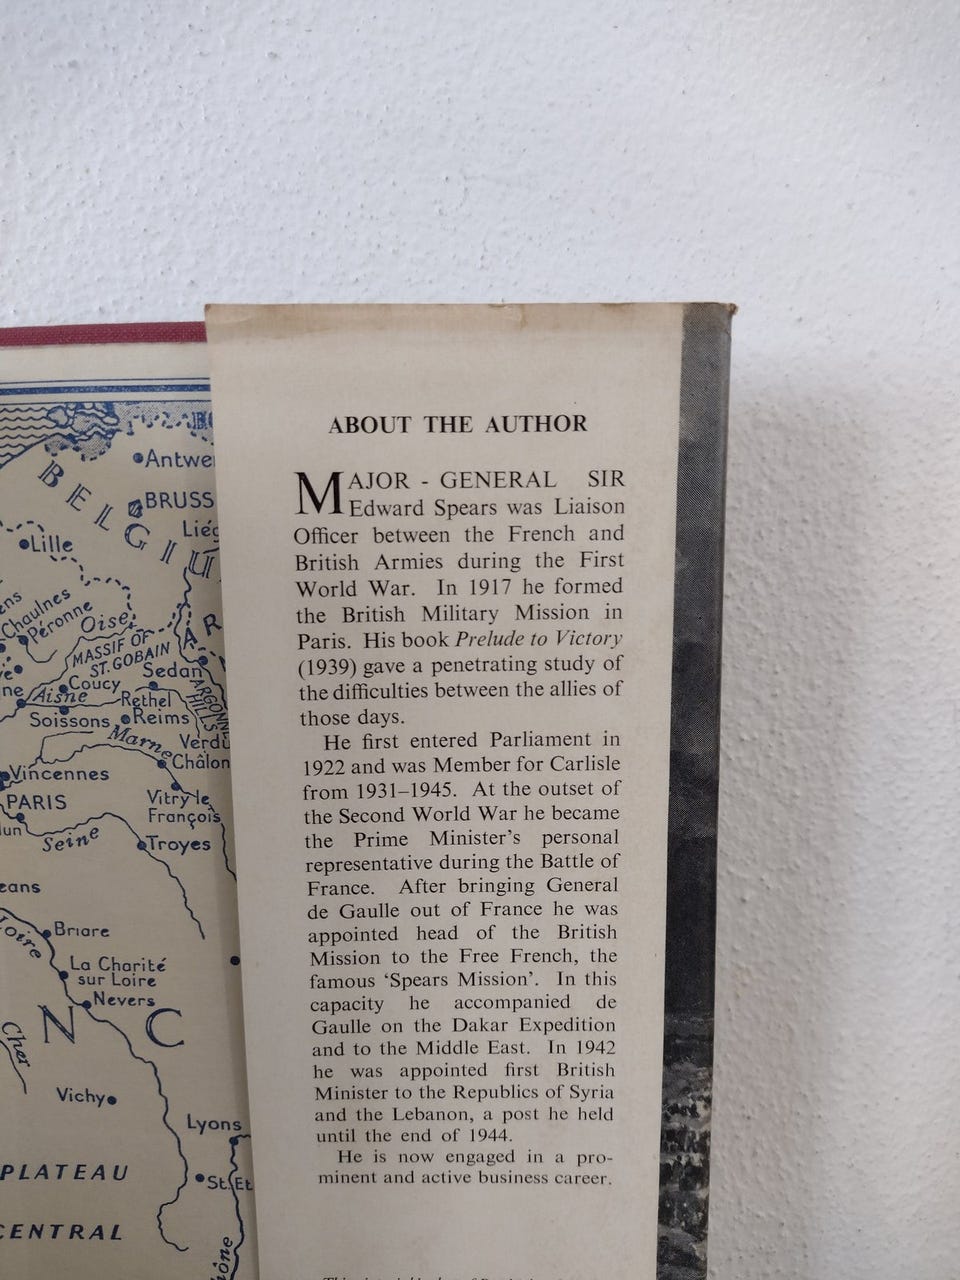 Antwe
BRUSS
BELGIU
Lille
Chaulnes
Péronne
Oise
MASSIF OF
ST. GOBAIN
AR
Sedan
Coucy
Aisne
Rethel
Soissons
Reims
Marne
Verdu
Châlon
Vincennes
PARIS
Vitry le
François
Seine
Troyes
eans
Loire
Briare
La Charité
sur Loire
Nevers
N C
Cher
Vichy
Lyons
PLATEAU
St. Et
CENTRAL
ABOUT THE AUTHOR
MAJOR - GENERAL SIR
Edward Spears was Liaison
Officer between the French and
British Armies during the First
World War. In 1917 he formed
the British Military Mission in
Paris. His book Prelude to Victory
(1939) gave a penetrating study of
the difficulties between the allies of
those days.
He first entered Parliament in
1922 and was Member for Carlisle
from 1931–1945. At the outset of
the Second World War he became
the Prime Minister's personal
representative during the Battle of
France. After bringing General
de Gaulle out of France he was
appointed head of the British
Mission to the Free French, the
famous ‘Spears Mission’. In this
capacity he accompanied de
Gaulle on the Dakar Expedition
and to the Middle East. In 1942
he was appointed first British
Minister to the Republics of Syria
and the Lebanon, a post he held
until the end of 1944.
He is now engaged in a pro-
minent and active business career.